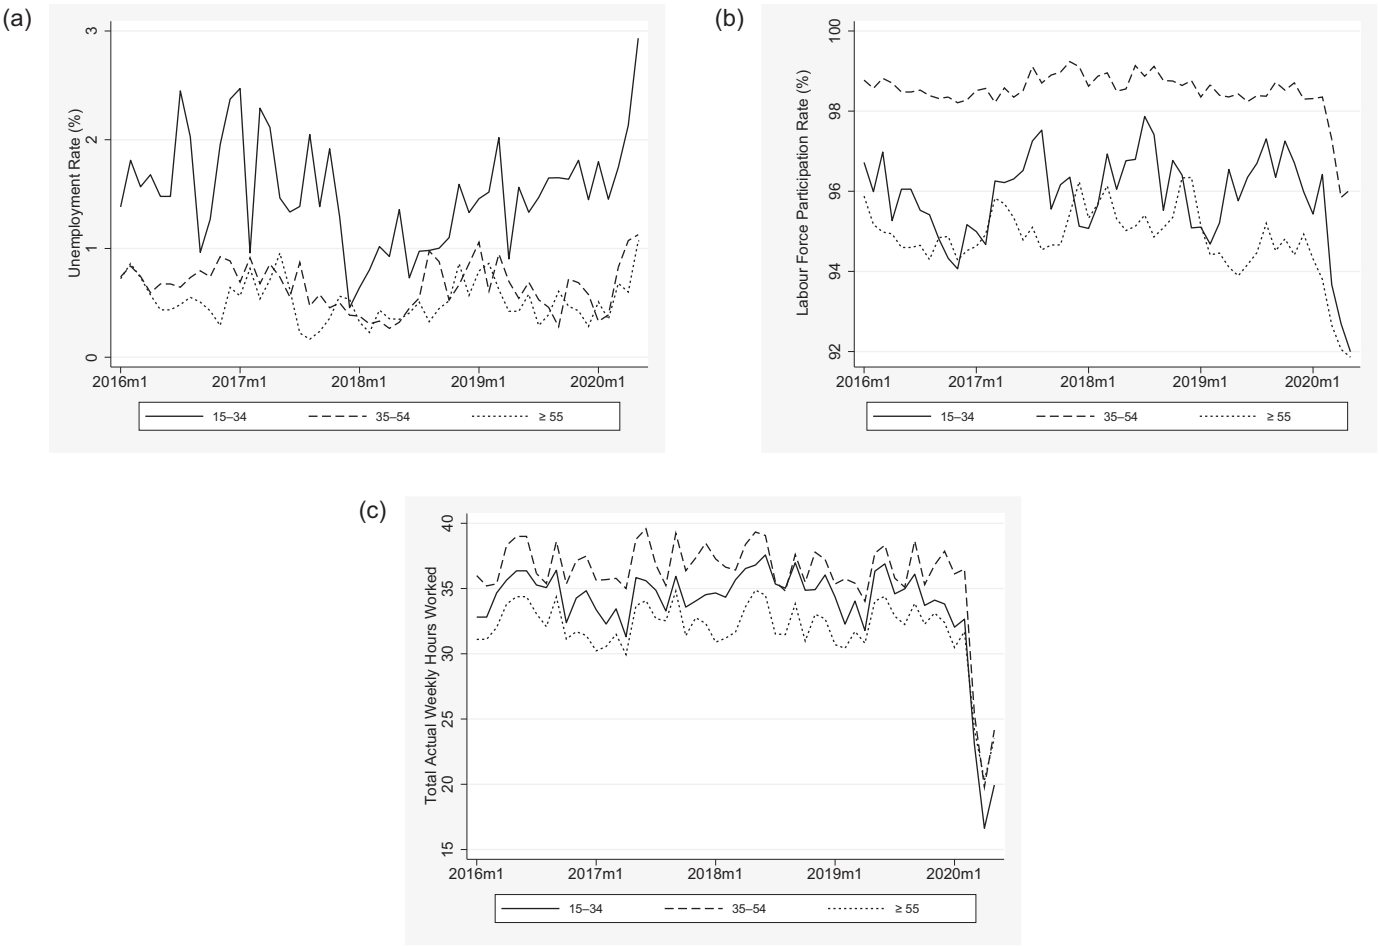 (a)
Unemployment Rate (%)
3
2
1
0
2016m1 2017m1 2018m1 2019m1 2020m1
15–34 35–54 ≥ 55
(b)
Labour Force Participation Rate (%)
100
98
96
94
92
2016m1 2017m1 2018m1 2019m1 2020m1
15–34 35–54 ≥ 55
(c)
Total Actual Weekly Hours Worked
40
35
30
25
20
15
2016m1 2017m1 2018m1 2019m1 2020m1
15–34 35–54 ≥ 55